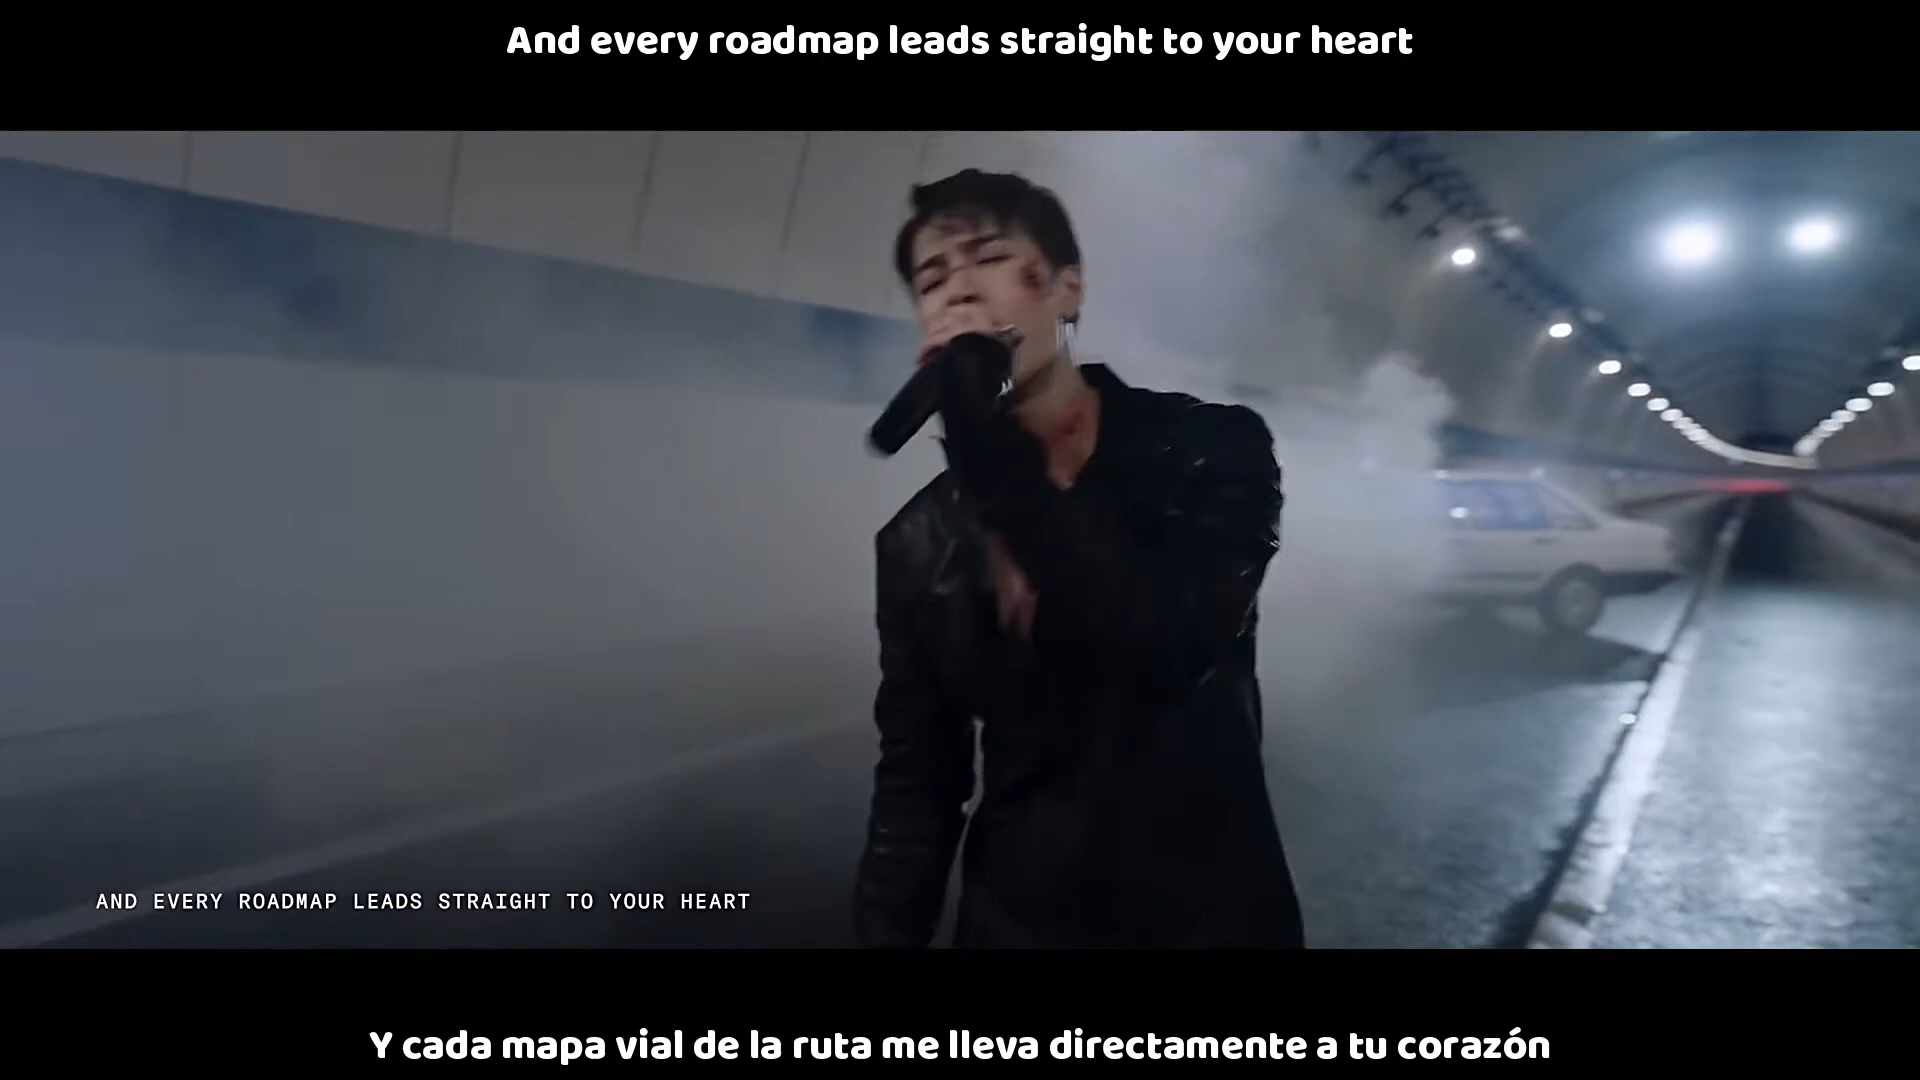 And every roadmap leads straight to your heart
AND EVERY ROADMAP LEADS STRAIGHT TO YOUR HEART
Y cada mapa vial de la ruta me lleva directamente a tu corazón